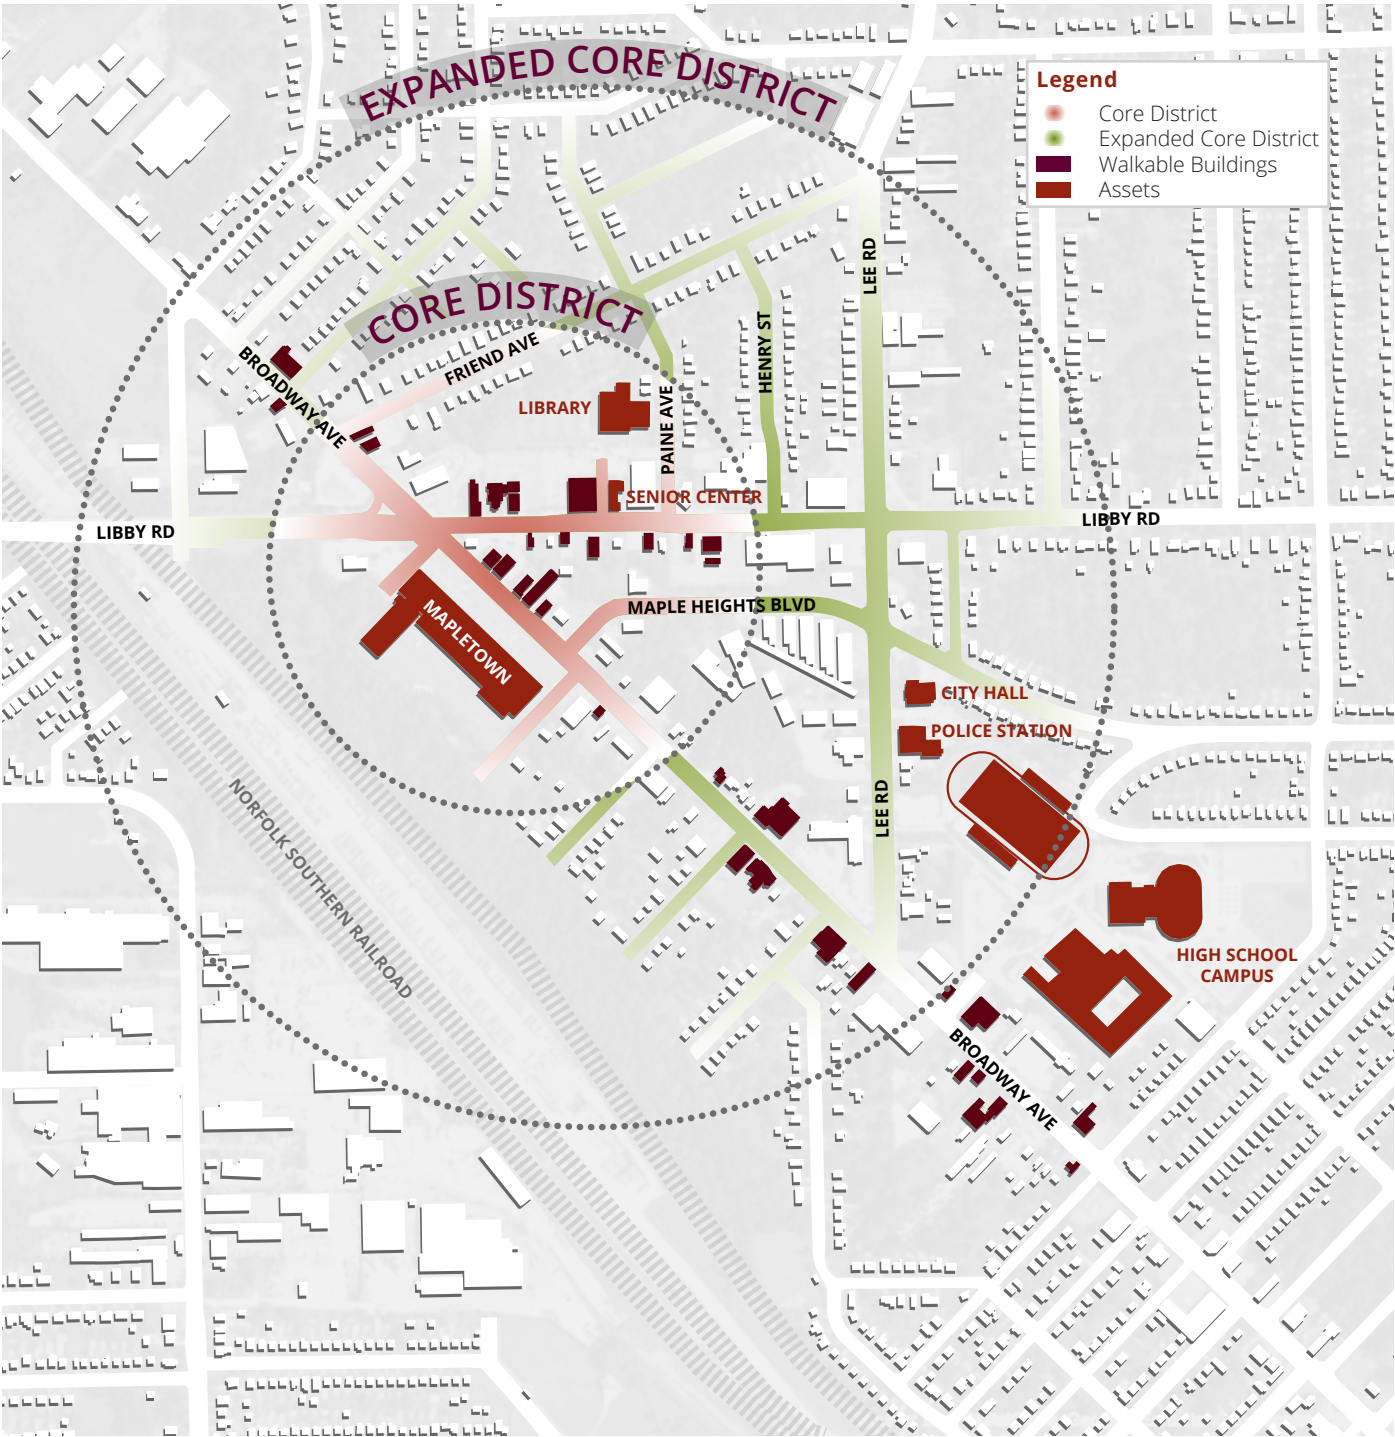 EXPANDED CORE DISTRICT
Legend
Core District
Expanded Core District
Walkable Buildings
Assets
CORE DISTRICT
LEE RD
HENRY ST
FRIEND AVE
BROADWAY AVE
LIBRARY
PAINE AVE
SENIOR CENTER
LIBBY RD
LIBBY RD
MAPLE HEIGHTS BLVD
MAPLETOWN
CITY HALL
POLICE STATION
LEE RD
NORFOLK SOUTHERN RAILROAD
HIGH SCHOOL
CAMPUS
BROADWAY AVE